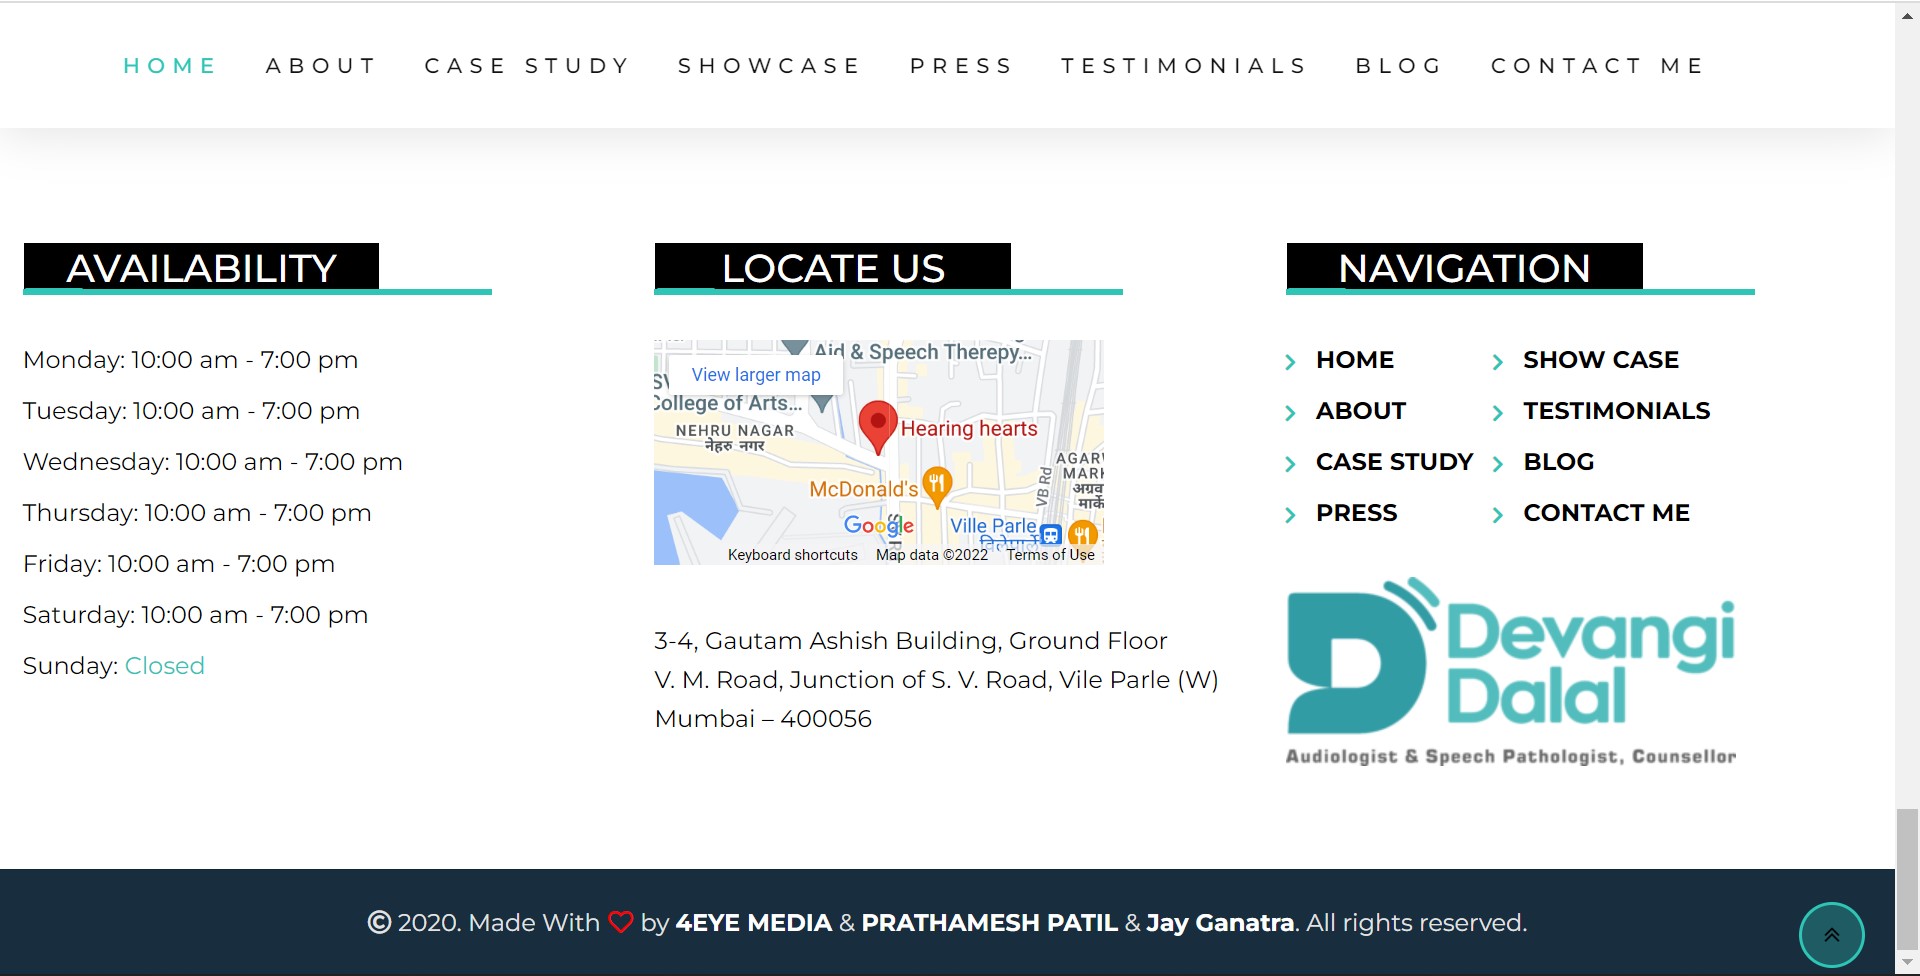 HOME ABOUT CASE STUDY SHOWCASE PRESS TESTIMONIALS BLOG CONTACT ME
AVAILABILITY
Monday: 10:00 am - 7:00 pm
Tuesday: 10:00 am - 7:00 pm
Wednesday: 10:00 am - 7:00 pm
Thursday: 10:00 am - 7:00 pm
Friday: 10:00 am - 7:00 pm
Saturday: 10:00 am - 7:00 pm
Sunday: Closed
LOCATE US
Aid & Speech Therepy...
View larger map
College of Arts...
NEHRU NAGAR
नेहरु नगर
Hearing hearts
McDonald's
VB Rd
MARK
मार्के
Google
Ville Parle
विलेपार्ले
Keyboard shortcuts Map data ©2022 Terms of Use
3-4, Gautam Ashish Building, Ground Floor
V. M. Road, Junction of S. V. Road, Vile Parle (W)
Mumbai – 400056
NAVIGATION
HOME SHOW CASE
ABOUT TESTIMONIALS
CASE STUDY BLOG
PRESS CONTACT ME
Devangi
Dalal
Audiologist & Speech Pathologist, Counsellor
© 2020. Made With by 4EYE MEDIA & PRATHAMESH PATIL & Jay Ganatra. All rights reserved.